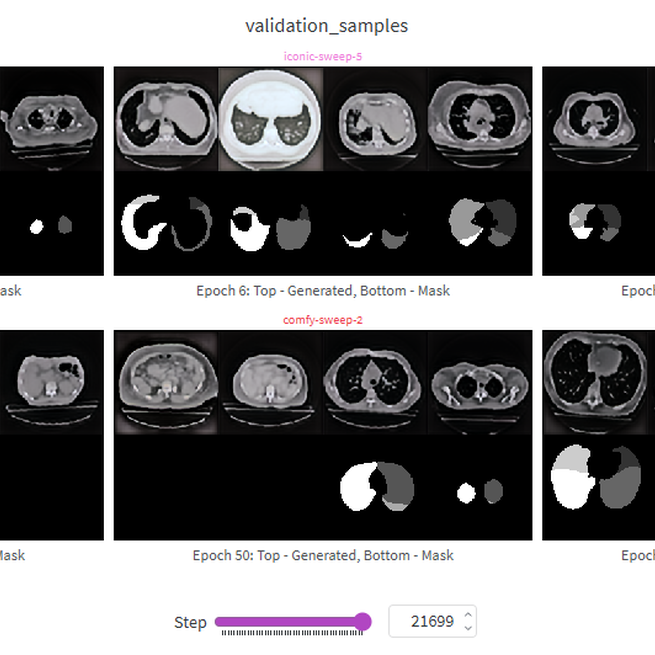 validation_samples
iconic-sweep-5
ask
Epoch 6: Top - Generated, Bottom - Mask
Epoch
comfy-sweep-2
Mask
Epoch 50: Top - Generated, Bottom - Mask
Epoch
Step
21699